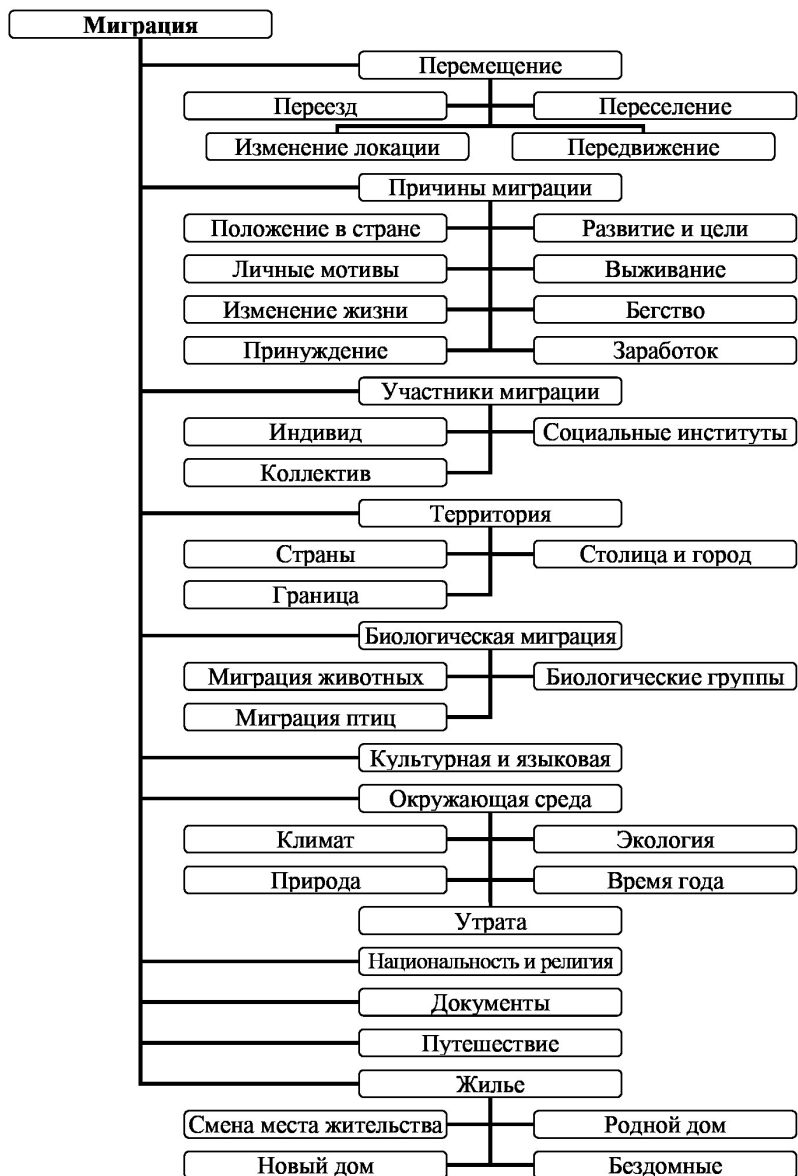 Миграция
Перемещение
Переезд
Переселение
Изменение локации
Передвижение
Причины миграции
Положение в стране
Развитие и цели
Личные мотивы
Выживание
Изменение жизни
Бегство
Принуждение
Заработок
Участники миграции
Индивид
Социальные институты
Коллектив
Территория
Страны
Столица и город
Граница
Биологическая миграция
Миграция животных
Биологические группы
Миграция птиц
Культурная и языковая
Окружающая среда
Климат
Экология
Природа
Время года
Утрата
Национальность и религия
Документы
Путешествие
Жилье
Смена места жительства
Родной дом
Новый дом
Бездомные